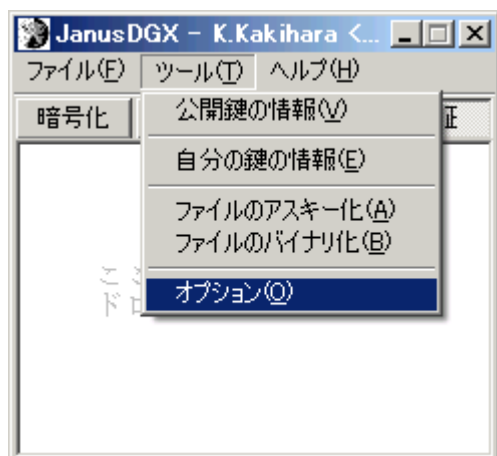 JanusDGX - K.Kakihara <...
ファイル(F) ツール(T) ヘルプ(H)
暗号化
公開鍵の情報(V)
自分の鍵の情報(E)
ファイルのアスキー化(A)
ファイルのバイナリ化(B)
オプション(O)